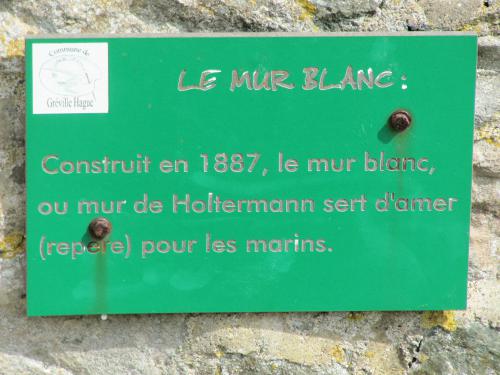 Commune de
Gréville Hague
LE MUR BLANC :
Construit en 1887, le mur blanc,
ou mur de Holtermann sert d'amer
(repère) pour les marins.